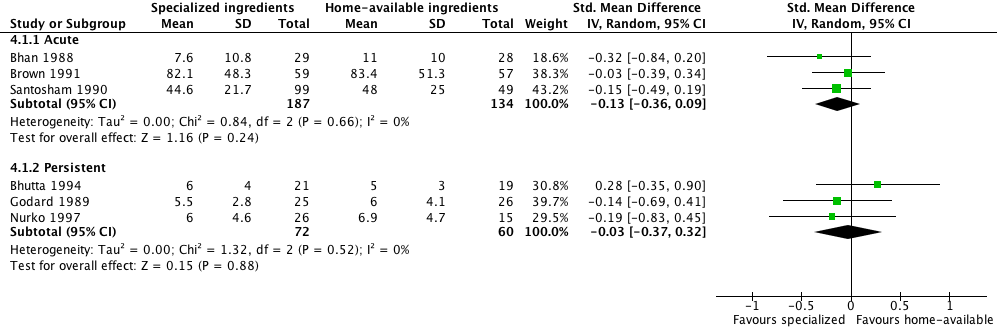 Specialized ingredients Home-available ingredients Std. Mean Difference Std. Mean Difference
Study or Subgroup Mean SD Total Mean SD Total Weight IV, Random, 95% CI IV, Random, 95% CI
4.1.1 Acute
Bhan 1988 7.6 10.8 29 11 10 28 18.6% -0.32 [-0.84, 0.20]
Brown 1991 82.1 48.3 59 83.4 51.3 57 38.3% -0.03 [-0.39, 0.34]
Santosham 1990 44.6 21.7 99 48 25 49 43.2% -0.15 [-0.49, 0.19]
Subtotal (95% CI) 187 134 100.0% -0.13 [-0.36, 0.09]
Heterogeneity: Tau² = 0.00; Chi² = 0.84, df = 2 (P = 0.66); I² = 0%
Test for overall effect: Z = 1.16 (P = 0.24)
4.1.2 Persistent
Bhutta 1994 6 4 21 5 3 19 30.8% 0.28 [-0.35, 0.90]
Godard 1989 5.5 2.8 25 6 4.1 26 39.7% -0.14 [-0.69, 0.41]
Nurko 1997 6 4.6 26 6.9 4.7 15 29.5% -0.19 [-0.83, 0.45]
Subtotal (95% CI) 72 60 100.0% -0.03 [-0.37, 0.32]
Heterogeneity: Tau² = 0.00; Chi² = 1.32, df = 2 (P = 0.52); I² = 0%
Test for overall effect: Z = 0.15 (P = 0.88)
-1 -0.5 0 0.5 1
Favours specialized Favours home-available